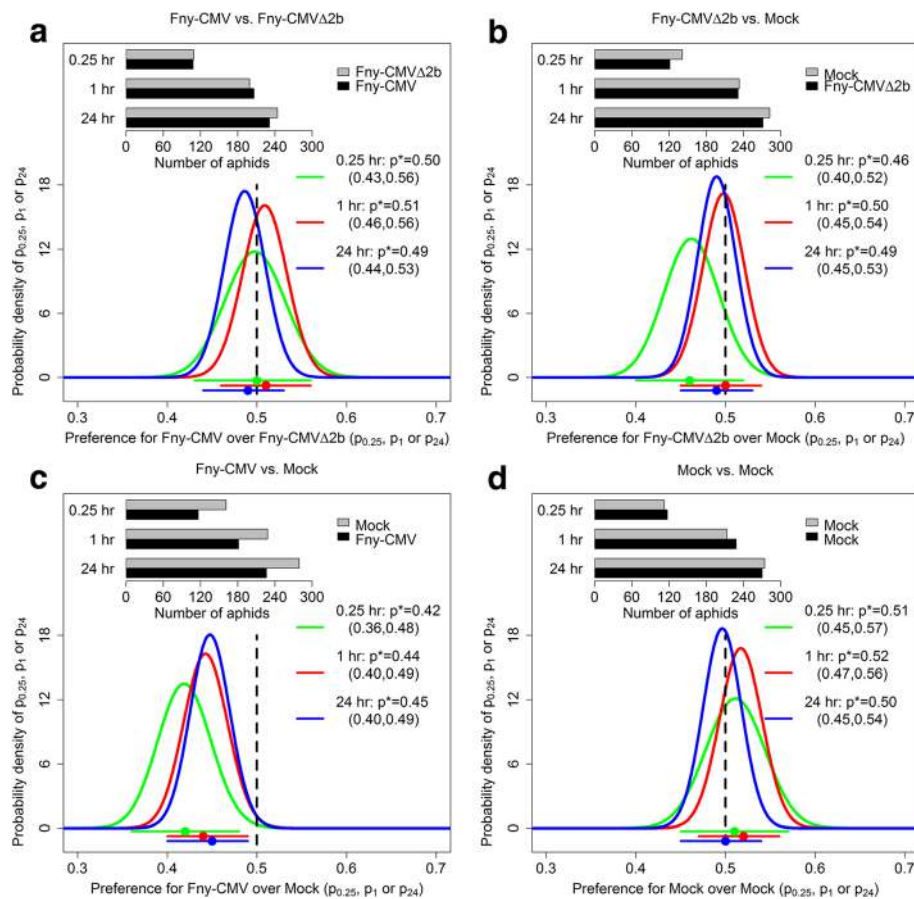 Fny-CMV vs. Fny-CMVΔ2b
a
0.25 hr
1 hr
24 hr
Fny-CMVΔ2b
Fny-CMV
0 60 120 180 240 300
Number of aphids
0.25 hr: p*=0.50
(0.43,0.56)
1 hr: p*=0.51
(0.46,0.56)
24 hr: p*=0.49
(0.44,0.53)
Probability density of p0.25, p1 or p24
18
12
6
0
0.3 0.4 0.5 0.6 0.7
Preference for Fny-CMV over Fny-CMVΔ2b (p0.25, p1 or p24)
Fny-CMVΔ2b vs. Mock
b
0.25 hr
1 hr
24 hr
Mock
Fny-CMVΔ2b
0 60 120 180 240 300
Number of aphids
0.25 hr: p*=0.46
(0.40,0.52)
1 hr: p*=0.50
(0.45,0.54)
24 hr: p*=0.49
(0.45,0.53)
Probability density of p0.25, p1 or p24
18
12
6
0
0.3 0.4 0.5 0.6 0.7
Preference for Fny-CMVΔ2b over Mock (p0.25, p1 or p24)
Fny-CMV vs. Mock
c
0.25 hr
1 hr
24 hr
Mock
Fny-CMV
0 60 120 180 240 300
Number of aphids
0.25 hr: p*=0.42
(0.36,0.48)
1 hr: p*=0.44
(0.40,0.49)
24 hr: p*=0.45
(0.40,0.49)
Probability density of p0.25, p1 or p24
18
12
6
0
0.3 0.4 0.5 0.6 0.7
Preference for Fny-CMV over Mock (p0.25, p1 or p24)
Mock vs. Mock
d
0.25 hr
1 hr
24 hr
Mock
Mock
0 60 120 180 240 300
Number of aphids
0.25 hr: p*=0.51
(0.45,0.57)
1 hr: p*=0.52
(0.47,0.56)
24 hr: p*=0.50
(0.45,0.54)
Probability density of p0.25, p1 or p24
18
12
6
0
0.3 0.4 0.5 0.6 0.7
Preference for Mock over Mock (p0.25, p1 or p24)